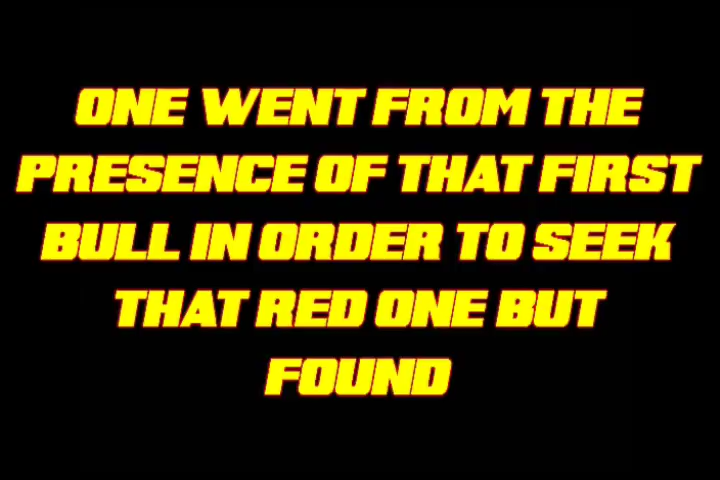 ONE WENT FROM THE
PRESENCE OF THAT FIRST
BULL IN ORDER TO SEEK
THAT RED ONE BUT
FOUND